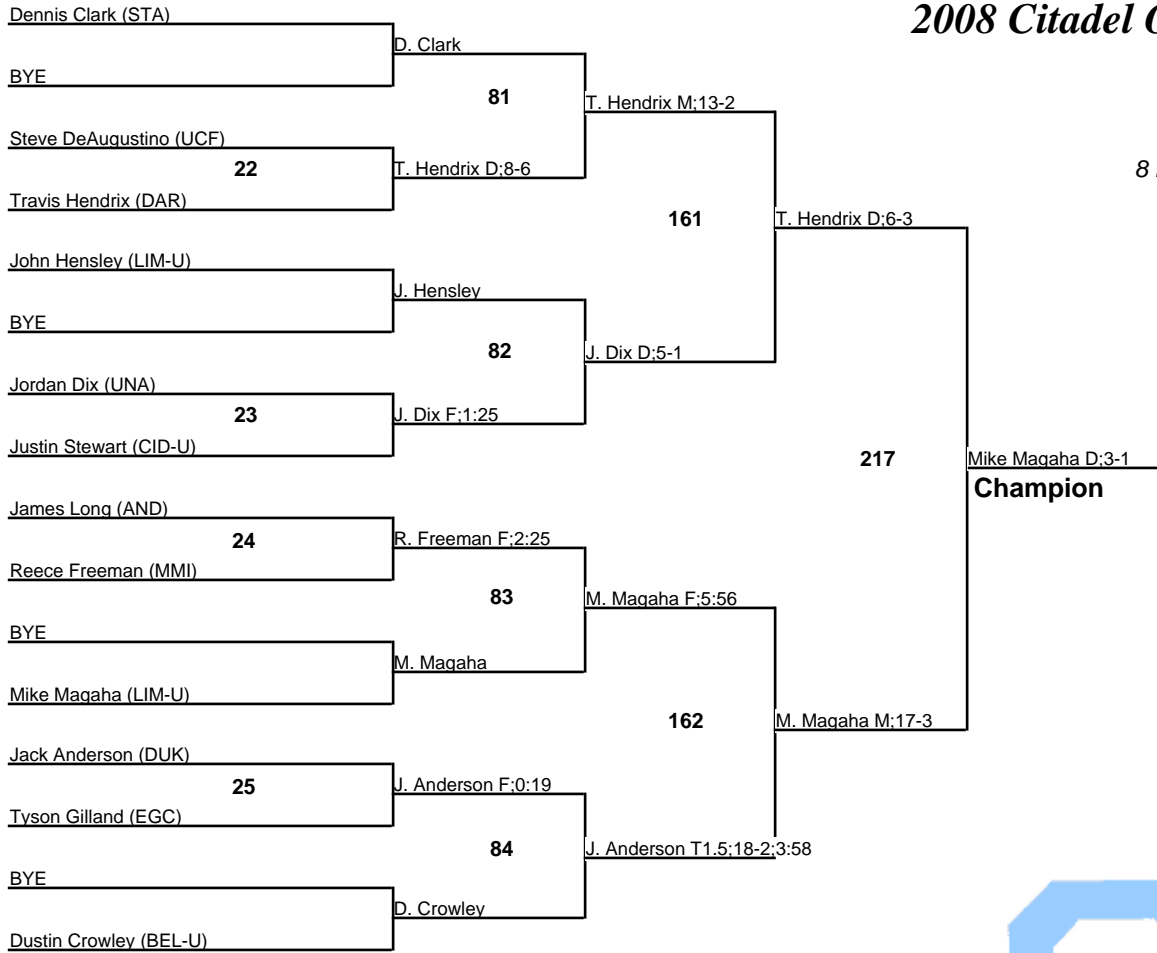 Dennis Clark (STA)
2008 Citadel
D. Clark
BYE
81
T. Hendrix M;13-2
Steve DeAugustino (UCF)
22
T. Hendrix D;8-6
8
Travis Hendrix (DAR)
161
T. Hendrix D;6-3
John Hensley (LIM-U)
J. Hensley
BYE
82
J. Dix D;5-1
Jordan Dix (UNA)
23
J. Dix F;1:25
Justin Stewart (CID-U)
217
Mike Magaha D;3-1
Champion
James Long (AND)
24
R. Freeman F;2:25
Reece Freeman (MMI)
83
M. Magaha F;5:56
BYE
M. Magaha
Mike Magaha (LIM-U)
162
M. Magaha M;17-3
Jack Anderson (DUK)
25
J. Anderson F;0:19
Tyson Gilland (EGC)
84
J. Anderson T1.5;18-2;3:58
BYE
D. Crowley
Dustin Crowley (BEL-U)